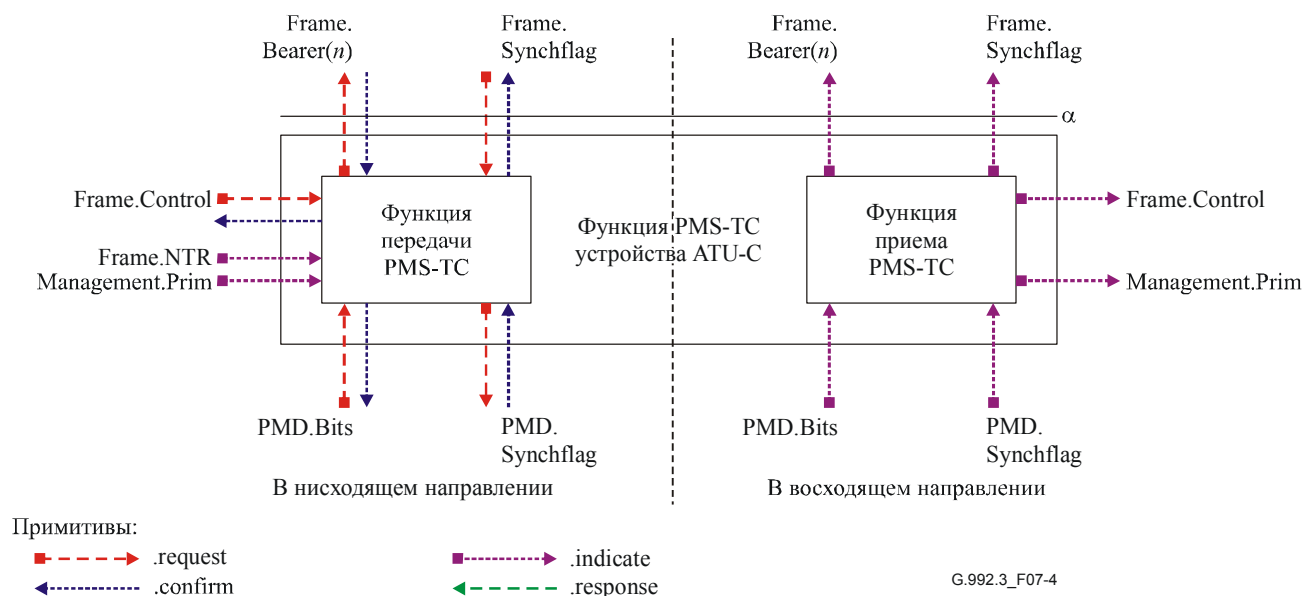 Frame.
Bearer(n)
Frame.
Synchflag
Frame.
Bearer(n)
Frame.
Synchflag
α
Frame.Control
Frame.NTR
Management.Prim
Функция
передачи
PMS-TC
Функция PMS-TC
устройства ATU-C
Функция
приема
PMS-TC
Frame.Control
Management.Prim
PMD.Bits
PMD.
Synchflag
PMD.Bits
PMD.
Synchflag
В нисходящем направлении
В восходящем направлении
Примитивы:
.request
.indicate
.confirm
.response
G.992.3_F07-4